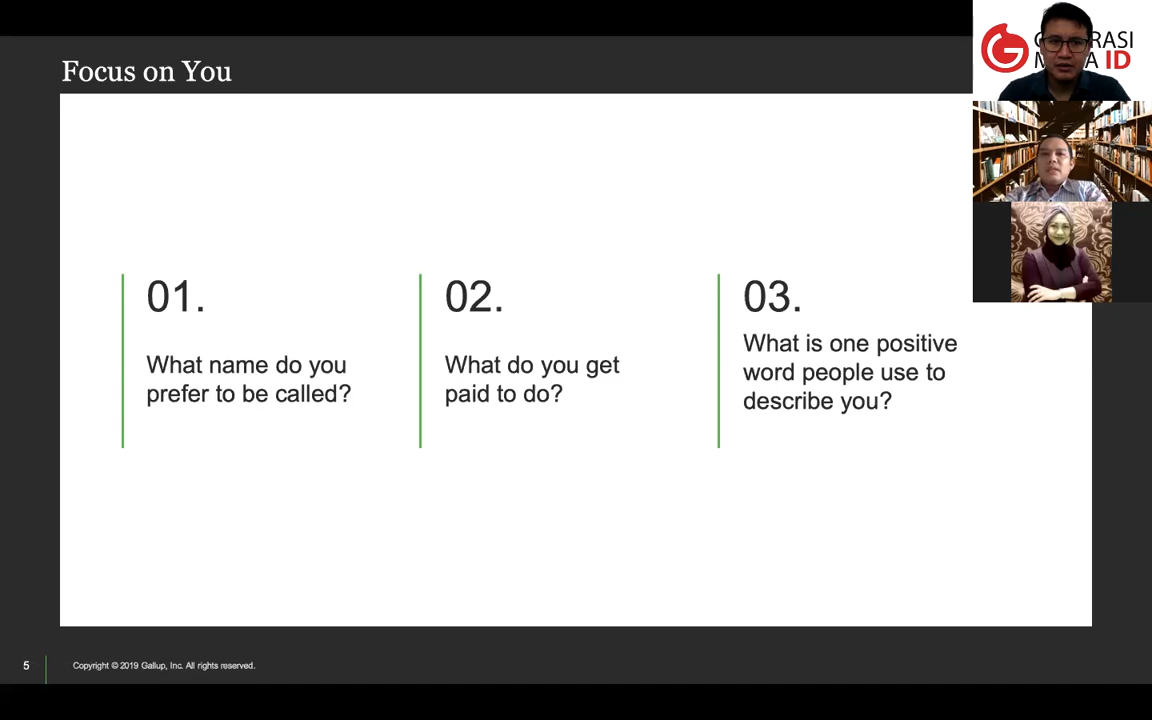 Focus on You
RASI
ID
01.
What name do you
prefer to be called?
02.
What do you get
paid to do?
03.
What is one positive
word people use to
describe you?
5
Copyright © 2019 Gallup, Inc. All rights reserved.